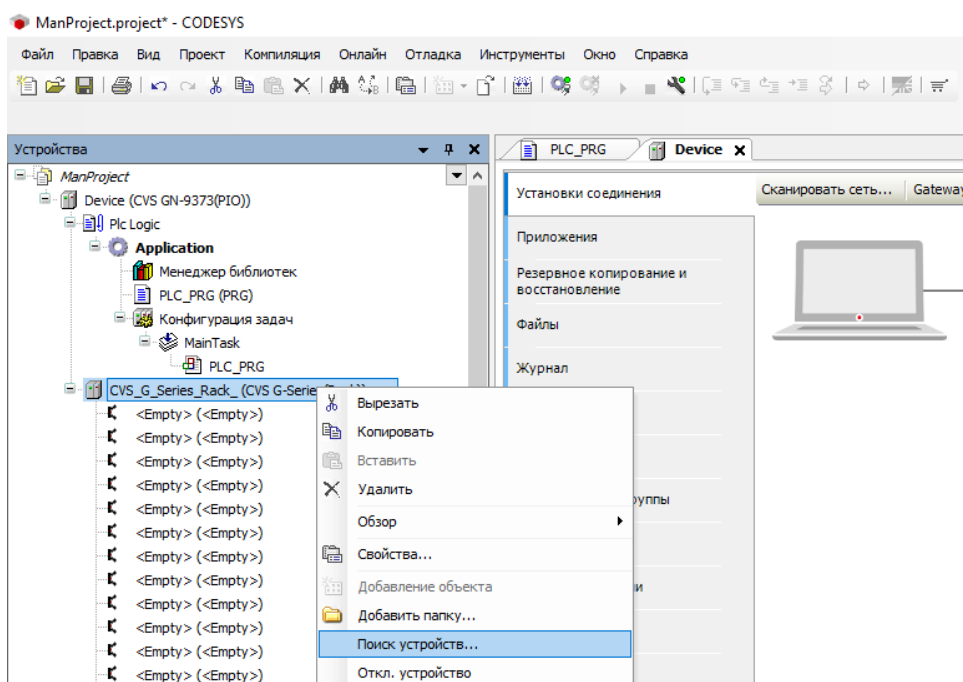 ManProject.project* - CODESYS
Файл Правка Вид Проект Компиляция Онлайн Отладка Инструменты Окно Справка
Устройства
PLC_PRG
Device
ManProject
Device (CVS GN-9373(PIO))
Plc Logic
Application
Менеджер библиотек
PLC_PRG (PRG)
Конфигурация задач
MainTask
PLC_PRG
CVS_G_Series_Rack_ (CVS G-Serie
<Empty> (<Empty>)
<Empty> (<Empty>)
<Empty> (<Empty>)
<Empty> (<Empty>)
<Empty> (<Empty>)
<Empty> (<Empty>)
<Empty> (<Empty>)
<Empty> (<Empty>)
<Empty> (<Empty>)
<Empty> (<Empty>)
<Empty> (<Empty>)
<Empty> (<Empty>)
Установки соединения
Приложения
Резервное копирование и
восстановление
Файлы
Журнал
руппы
и
Сканировать сеть... Gateway
Вырезать
Копировать
Вставить
Удалить
Обзор
Свойства...
Добавление объекта
Добавить папку...
Поиск устройств...
Откл. устройство